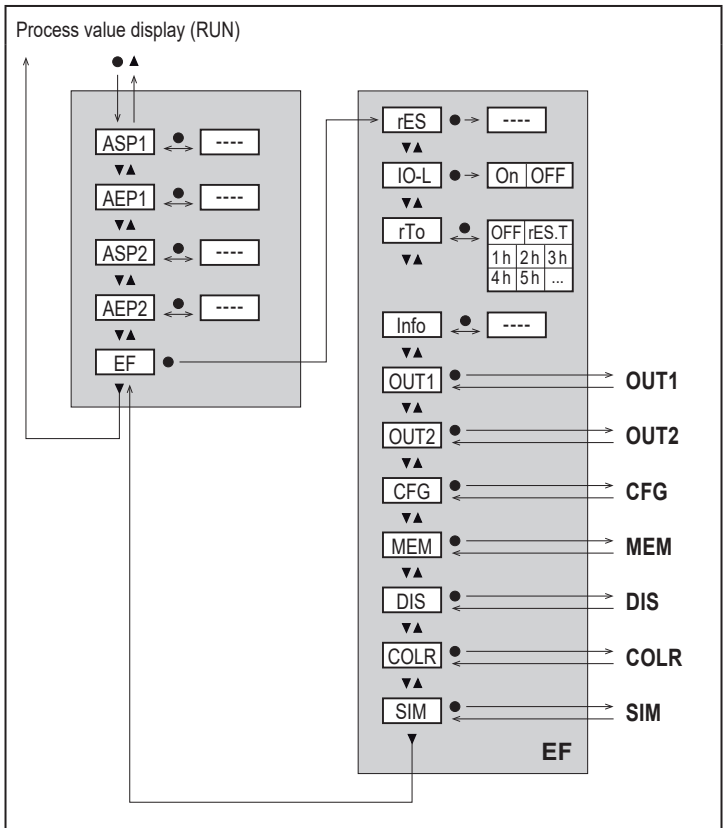 Process value display (RUN)
ASP1 ----
AEP1 ----
ASP2 ----
AEP2 ----
EF
rES ----
IO-L On OFF
rTo OFF rES.T
1 h 2 h 3 h
4 h 5 h ...
Info ----
OUT1 OUT1
OUT2 OUT2
CFG CFG
MEM MEM
DIS DIS
COLR COLR
SIM SIM
EF